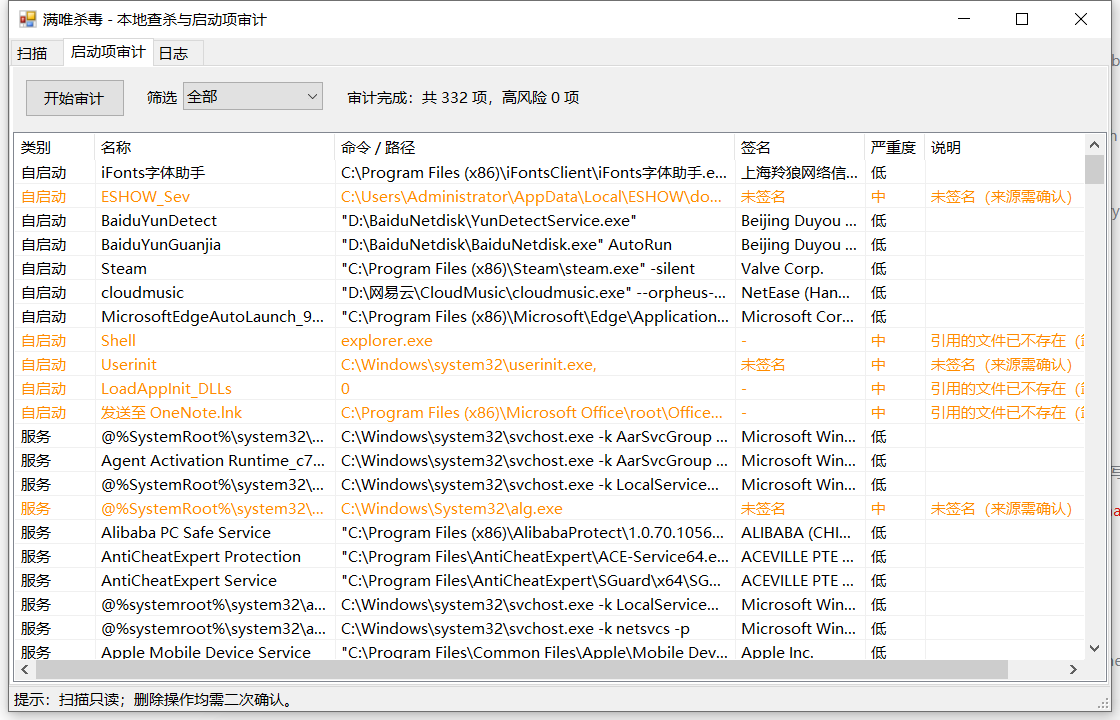 满唯杀毒 - 本地查杀与启动项审计
扫描 启动项审计 日志
开始审计 筛选 全部 审计完成：共 332 项，高风险 0 项
类别 名称 命令 / 路径 签名 严重度 说明
自启动 iFonts字体助手 C:\Program Files (x86)\iFontsClient\iFonts字体助手.e... 上海羚狼网络信... 低
自启动 ESHOW_Sev C:\Users\Administrator\AppData\Local\ESHOW\do... 未签名 中 未签名（来源需确认）
自启动 BaiduYunDetect "D:\BaiduNetdisk\YunDetectService.exe" Beijing Duyou ... 低
自启动 BaiduYunGuanjia "D:\BaiduNetdisk\BaiduNetdisk.exe" AutoRun Beijing Duyou ... 低
自启动 Steam "C:\Program Files (x86)\Steam\steam.exe" -silent Valve Corp. 低
自启动 cloudmusic "D:\网易云\CloudMusic\cloudmusic.exe" --orpheus-... NetEase (Han... 低
自启动 MicrosoftEdgeAutoLaunch_9... "C:\Program Files (x86)\Microsoft\Edge\Application... Microsoft Cor... 低
自启动 Shell explorer.exe - 中 引用的文件已不存在（
自启动 Userinit C:\Windows\system32\userinit.exe, 未签名 中 未签名（来源需确认）
自启动 LoadAppInit_DLLs 0 - 中 引用的文件已不存在（
自启动 发送至 OneNote.lnk C:\Program Files (x86)\Microsoft Office\root\Office... - 中 引用的文件已不存在（
服务 @%SystemRoot%\system32\... C:\Windows\system32\svchost.exe -k AarSvcGroup ... Microsoft Win... 低
服务 Agent Activation Runtime_c7... C:\Windows\system32\svchost.exe -k AarSvcGroup ... Microsoft Win... 低
服务 @%SystemRoot%\system32\... C:\Windows\system32\svchost.exe -k LocalService... Microsoft Win... 低
服务 @%SystemRoot%\system32\... C:\Windows\System32\alg.exe 未签名 中 未签名（来源需确认）
服务 Alibaba PC Safe Service "C:\Program Files (x86)\AlibabaProtect\1.0.70.1056... ALIBABA (CHI... 低
服务 AntiCheatExpert Protection "C:\Program Files\AntiCheatExpert\ACE-Service64.e... ACEVILLE PTE ... 低
服务 AntiCheatExpert Service "C:\Program Files\AntiCheatExpert\SGuard\x64\SG... ACEVILLE PTE ... 低
服务 @%systemroot%\system32\a... C:\Windows\system32\svchost.exe -k LocalService... Microsoft Win... 低
服务 @%systemroot%\system32\a... C:\Windows\system32\svchost.exe -k netsvcs -p Microsoft Win... 低
服务 Apple Mobile Device Service "C:\Program Files\Common Files\Apple\Mobile Dev... Apple Inc. 低
提示：扫描只读；删除操作均需二次确认。